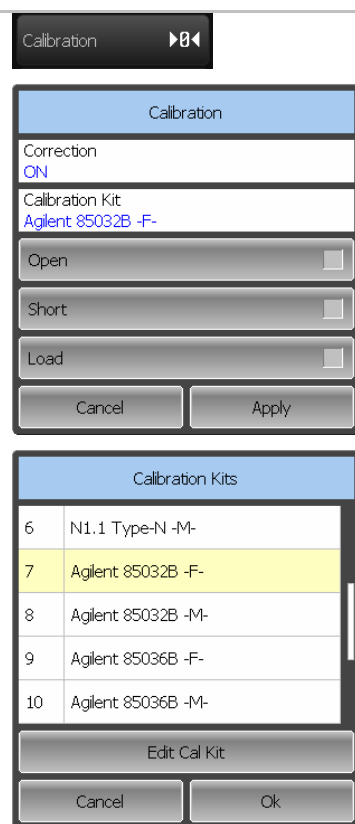 Calibration ▶0◀
Calibration
Correction
ON
Calibration Kit
Agilent 85032B -F-
Open
Short
Load
Cancel Apply
Calibration Kits
6 N1.1 Type-N -M-
7 Agilent 85032B -F-
8 Agilent 85032B -M-
9 Agilent 85036B -F-
10 Agilent 85036B -M-
Edit Cal Kit
Cancel Ok